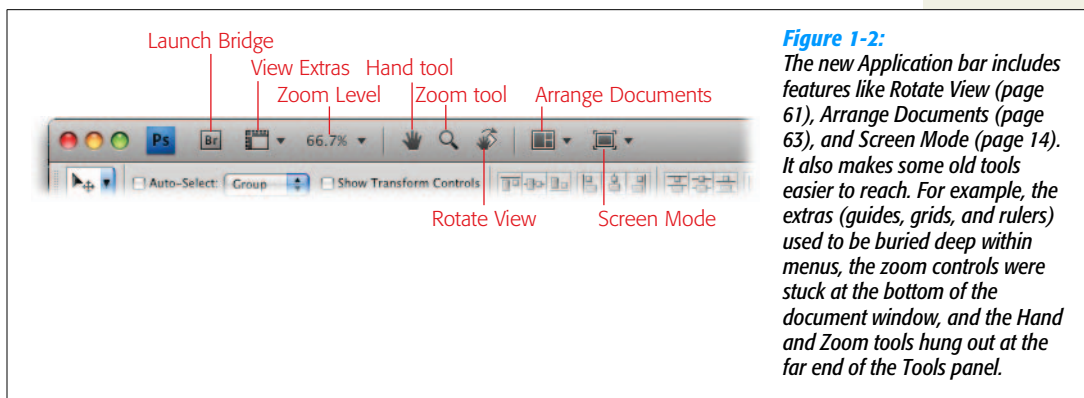 Launch Bridge
View Extras Hand tool
Zoom Level Zoom tool Arrange Documents
Ps Br 66.7%
Auto-Select: Group Show Transform Controls
Rotate View Screen Mode
Figure 1-2:
The new Application bar includes
features like Rotate View (page
61), Arrange Documents (page
63), and Screen Mode (page 14).
It also makes some old tools
easier to reach. For example, the
extras (guides, grids, and rulers)
used to be buried deep within
menus, the zoom controls were
stuck at the bottom of the
document window, and the Hand
and Zoom tools hung out at the
far end of the Tools panel.